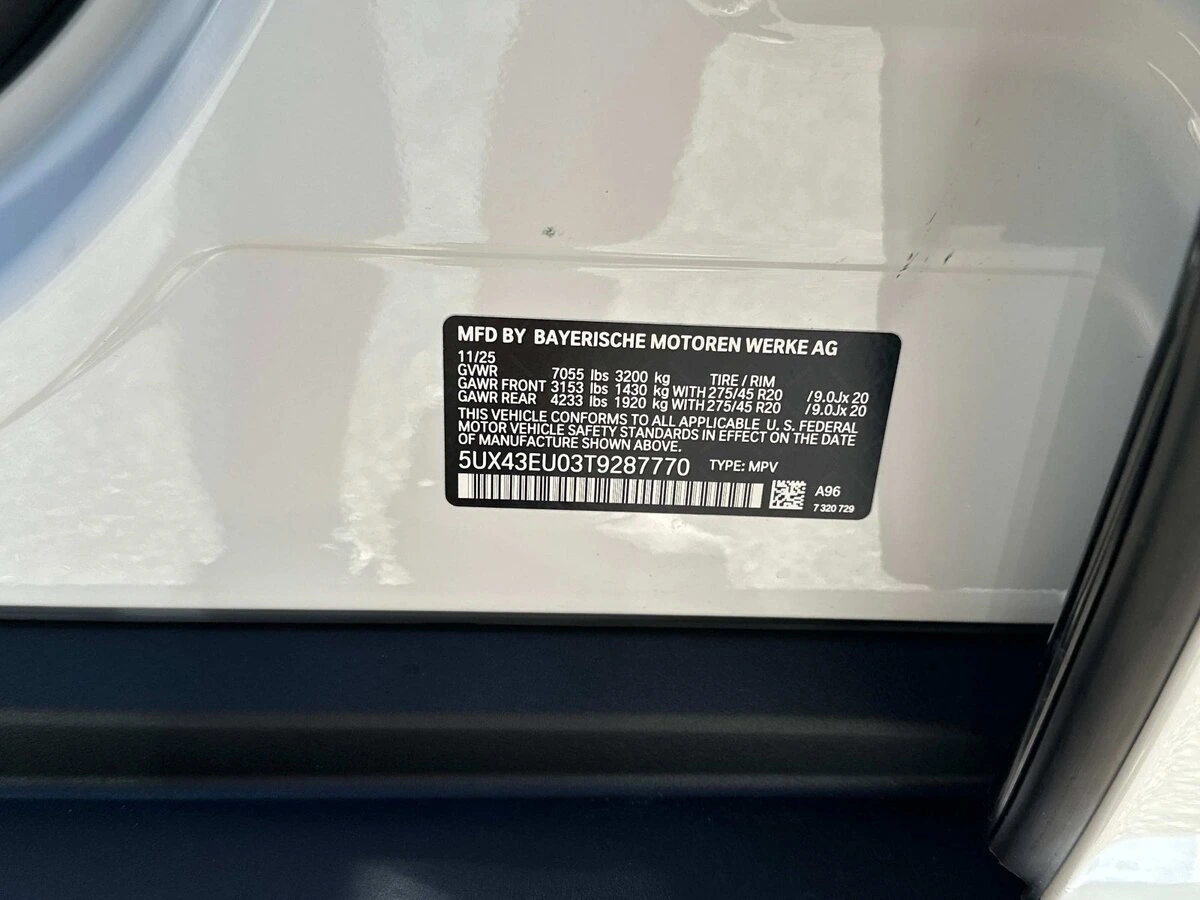 MFD BY BAYERISCHE MOTOREN WERKE AG
11/25
GVWR 7055 lbs 3200 kg TIRE / RIM
GAWR FRONT 3153 lbs 1430 kg WITH 275/45 R20 /9.0Jx 20
GAWR REAR 4233 lbs 1920 kg WITH 275/45 R20 /9.0Jx 20
THIS VEHICLE CONFORMS TO ALL APPLICABLE U. S. FEDERAL
MOTOR VEHICLE SAFETY STANDARDS IN EFFECT ON THE DATE
OF MANUFACTURE SHOWN ABOVE.
5UX43EU03T9287770 TYPE: MPV
A96
7 320 729